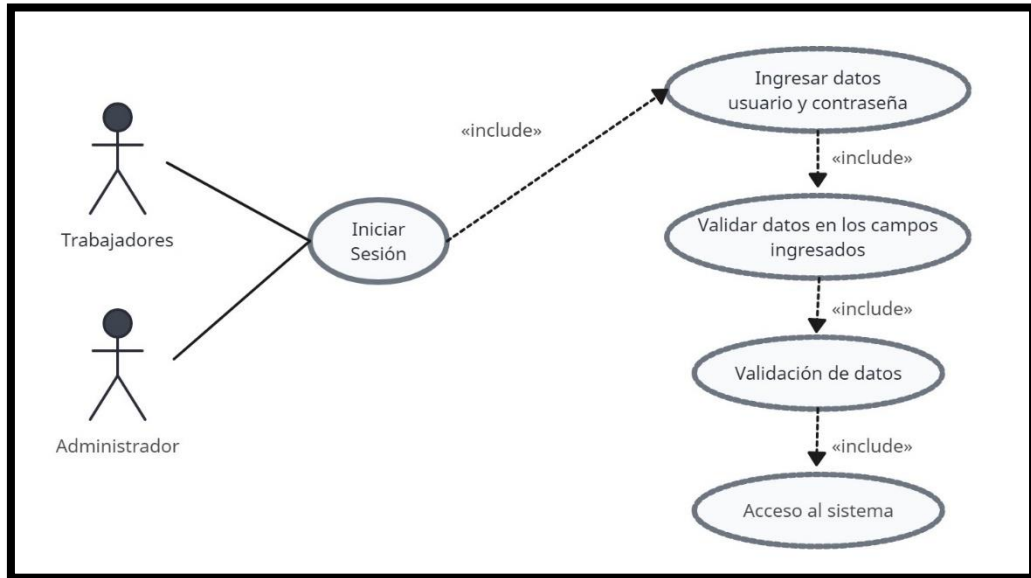 Ingresar datos
usuario y contraseña
«include»
«include»
Trabajadores
Iniciar
Sesión
Validar datos en los campos
ingresados
«include»
Validación de datos
Administrador
«include»
Acceso al sistema